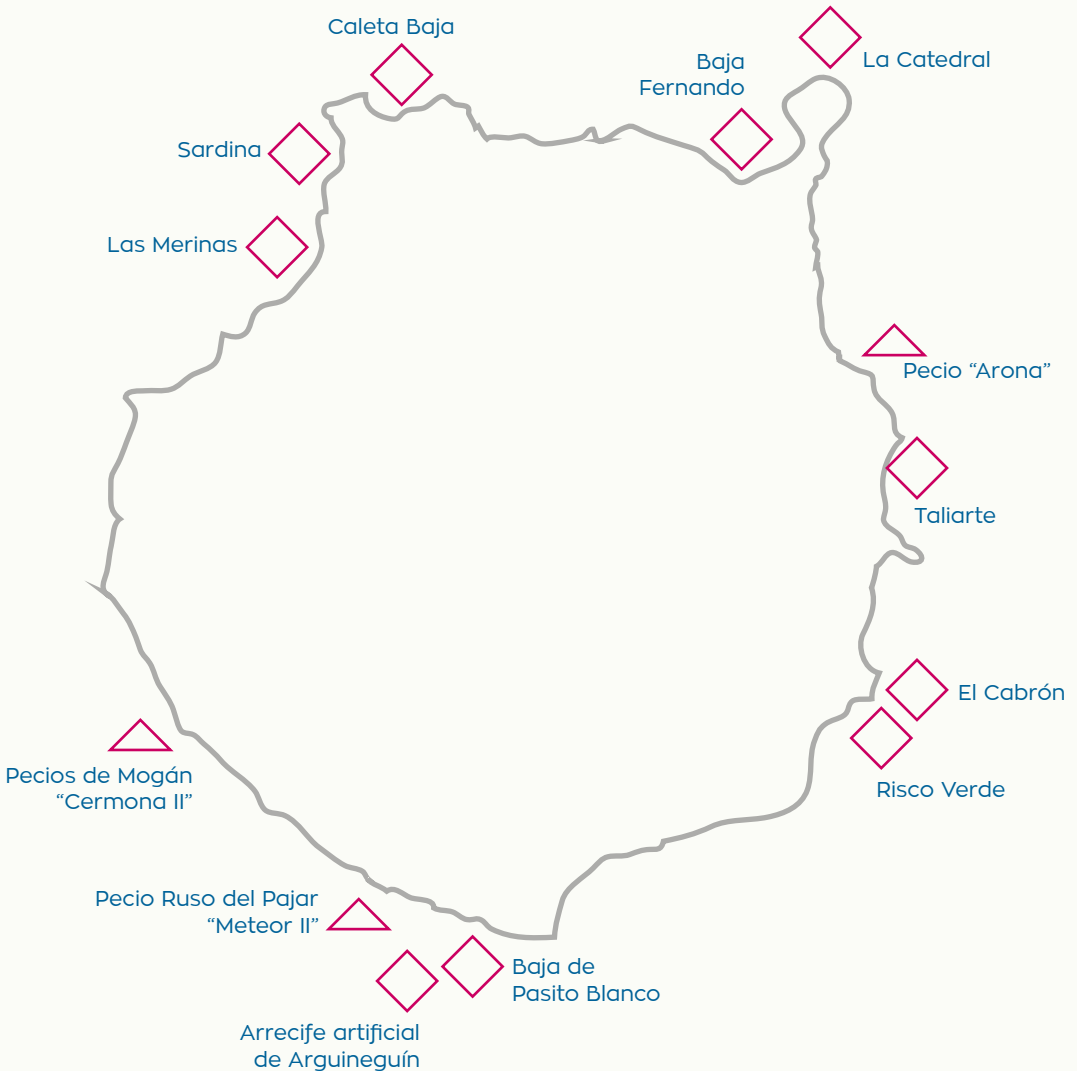 Caleta Baja
La Catedral
Baja
Fernando
Sardina
Las Merinas
Pecio “Arona”
Taliarte
El Cabrón
Risco Verde
Pecios de Mogán
“Cermona II”
Pecio Ruso del Pajar
“Meteor II”
Baja de
Pasito Blanco
Arrecife artificial
de Arguineguín